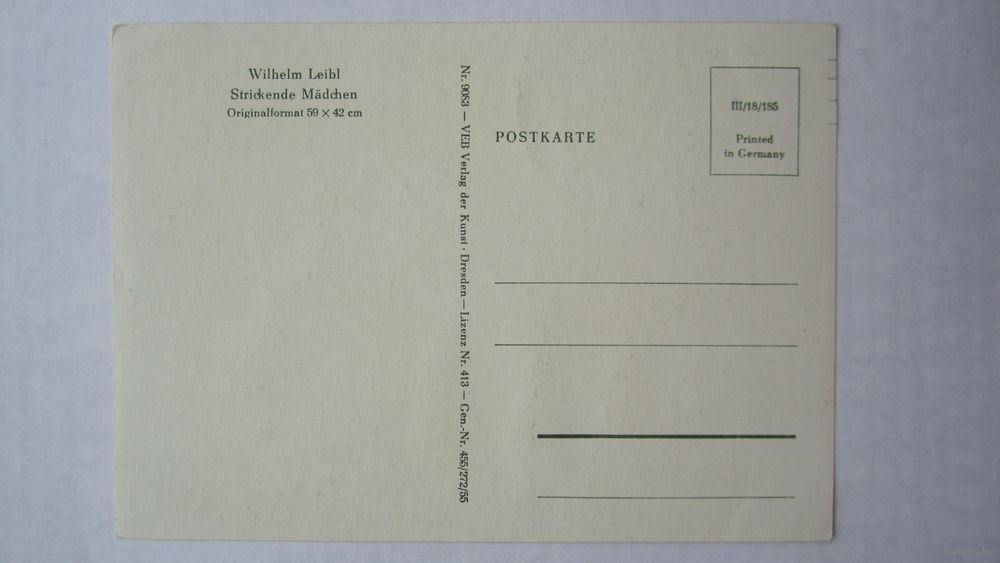 Wilhelm Leibl
Strickende Mädchen
Originalformat 59 × 42 cm
Nr. 9083 — VEB Verlag der Kunst · Dresden — Lizenz Nr. 413 — Gen.-Nr. 455/272/55
POSTKARTE
III/18/185
Printed
in Germany